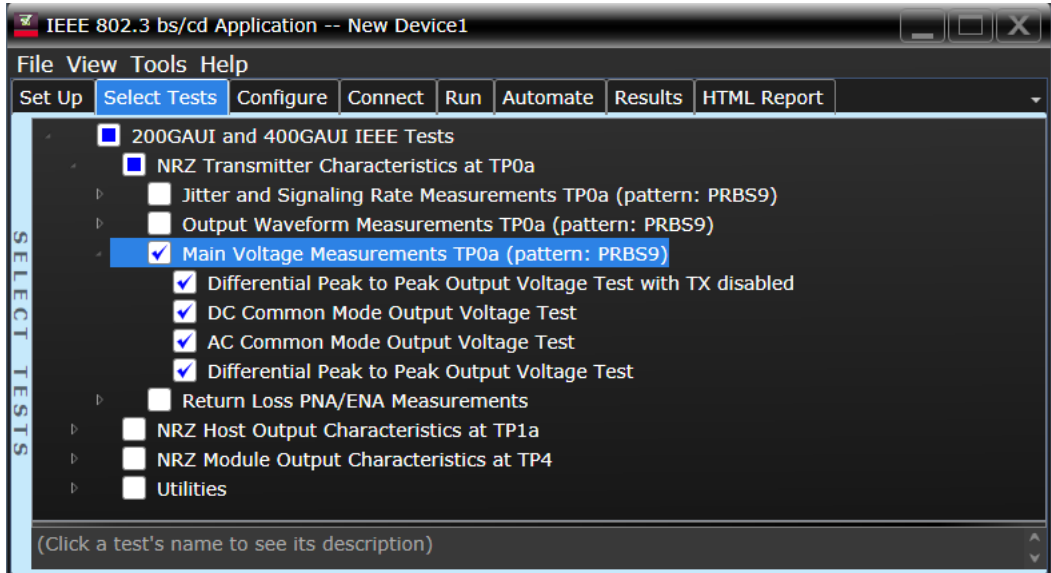 IEEE 802.3 bs/cd Application -- New Device1
File View Tools Help
Set Up Select Tests Configure Connect Run Automate Results HTML Report
SELECT TESTS
200GAUI and 400GAUI IEEE Tests
NRZ Transmitter Characteristics at TP0a
Jitter and Signaling Rate Measurements TP0a (pattern: PRBS9)
Output Waveform Measurements TP0a (pattern: PRBS9)
Main Voltage Measurements TP0a (pattern: PRBS9)
Differential Peak to Peak Output Voltage Test with TX disabled
DC Common Mode Output Voltage Test
AC Common Mode Output Voltage Test
Differential Peak to Peak Output Voltage Test
Return Loss PNA/ENA Measurements
NRZ Host Output Characteristics at TP1a
NRZ Module Output Characteristics at TP4
Utilities
(Click a test's name to see its description)